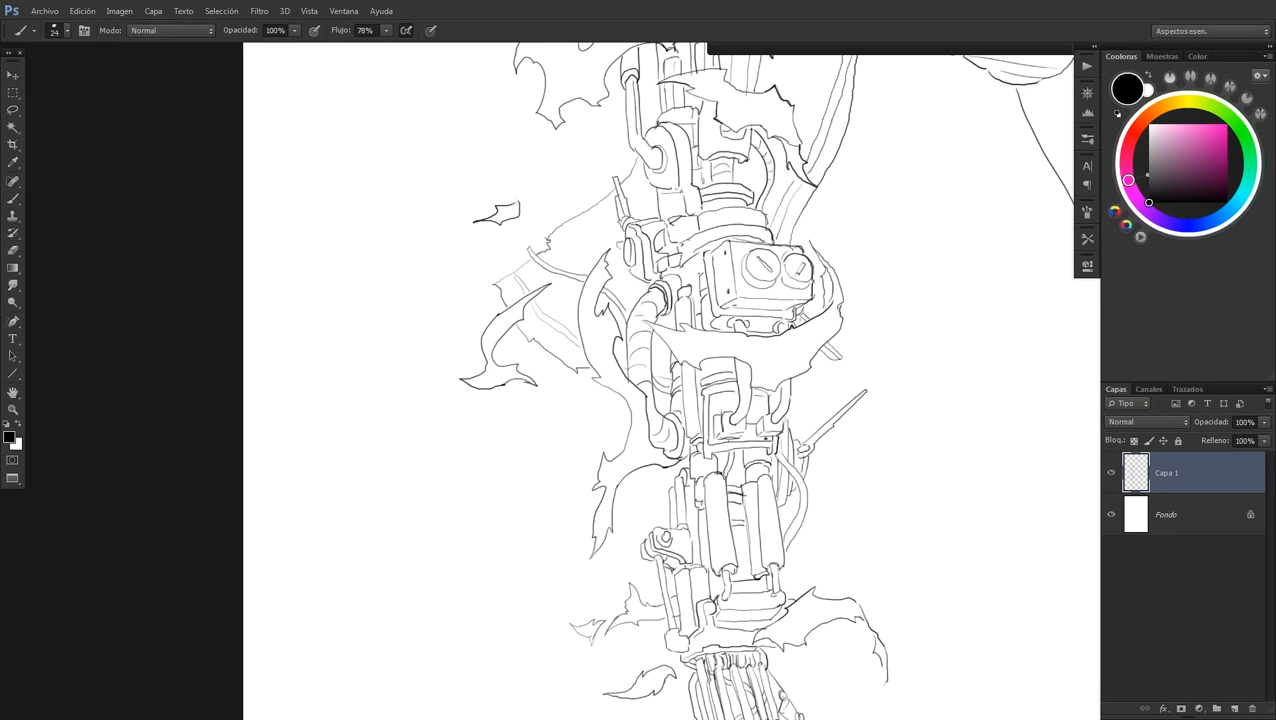 Ps Archivo Edición Imagen Capa Texto Selección Filtro 3D Vista Ventana Ayuda
24 Modo: Normal Opacidad: 100% Flujo: 78% Aspectos esen.
Coolorus Muestras Color
Capas Canales Trazados
Tipo
Normal Opacidad: 100%
Bloq.: Relleno: 100%
Capa 1
Fondo